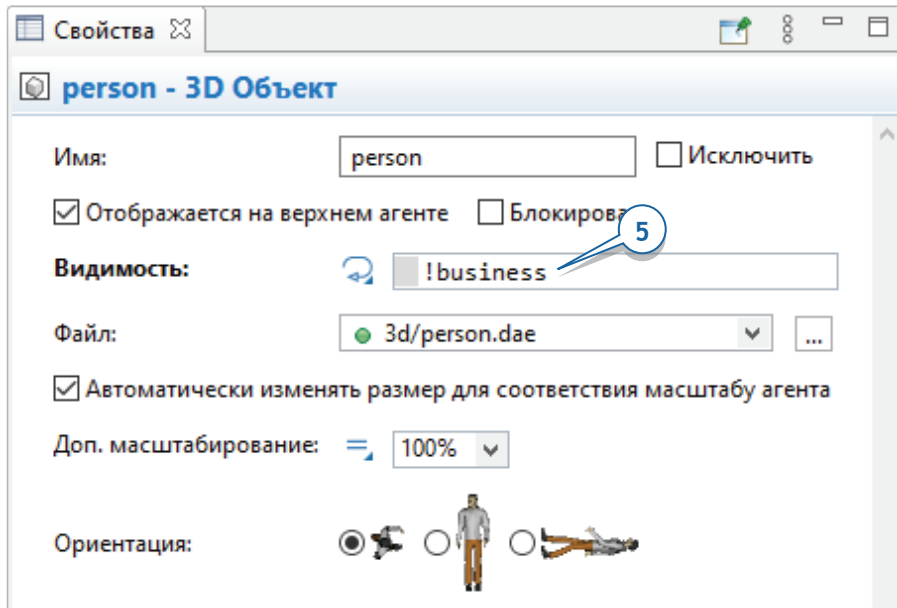 Свойства
person - 3D Объект
Имя: person Исключить
Отображается на верхнем агенте
5
Видимость: !business
Файл: 3d/person.dae ...
Автоматически изменять размер для соответствия масштабу агента
Доп. масштабирование: 100%
Ориентация: